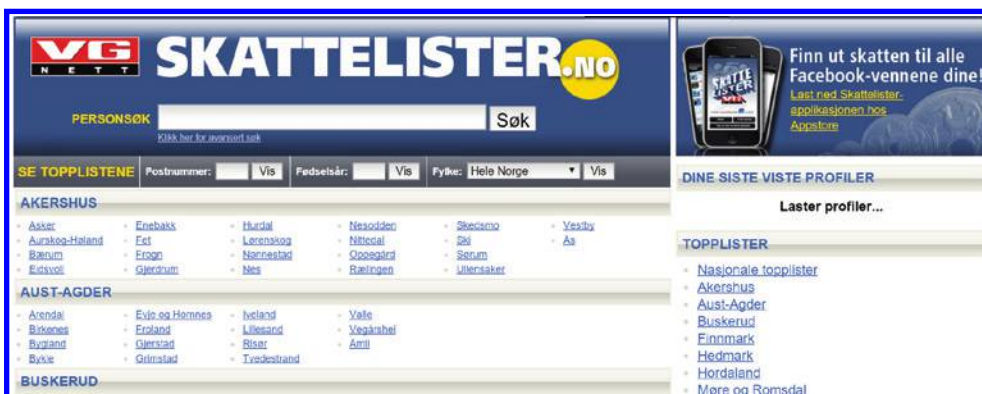 VG
NETT
SKATTELISTER.NO
PERSONSØK
Søk
Klikk her for avansert søk
SE TOPPLISTENE Postnummer: Vis Fødselsår: Vis Fylke: Hele Norge Vis
AKERSHUS
Asker Enebakk Hurdal Nesodden Skedsmo Vestby
Aurskog-Høland Fet Lørenskog Nittedal Ski Ås
Bærum Frogn Nannestad Oppegård Sørum
Eidsvoll Gjerdrum Nes Rælingen Ullensaker
AUST-AGDER
Arendal Evje og Hornnes Iveland Valle
Birkenes Froland Lillesand Vegårshei
Bygland Gjerstad Risør Åmli
Bykle Grimstad Tvedestrand
BUSKERUD
SKATTE
LISTER
VG
Finn ut skatten til alle
Facebook-vennene dine!
Last ned Skattelister-
applikasjonen hos
Appstore
DINE SISTE VISTE PROFILER
Laster profiler...
TOPPLISTER
Nasjonale topplister
Akershus
Aust-Agder
Buskerud
Finnmark
Hedmark
Hordaland
Møre og Romsdal